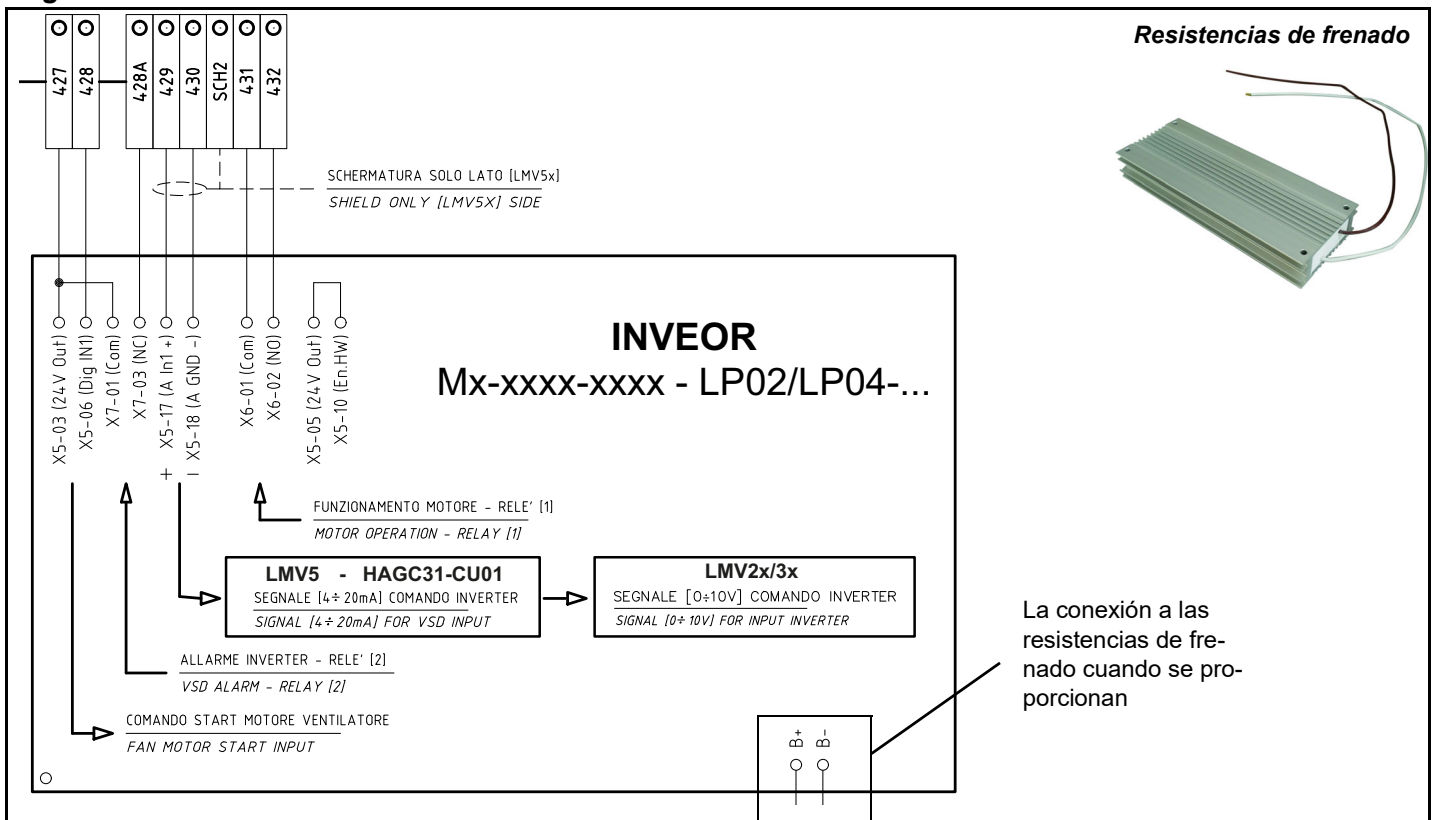 Resistencias de frenado
427
428
428A
429
430
SCH2
431
432
SCHERMATURA SOLO LATO [LMV5x]
SHIELD ONLY [LMV5X] SIDE
X5-03 (24V Out)
X5-06 (Dig IN1)
X7-01 (Com)
X7-03 (NC)
+ X5-17 (A In1 +)
- X5-18 (A GND -)
X6-01 (Com)
X6-02 (NO)
X5-05 (24V Out)
X5-10 (En.HW)
INVEOR
Mx-xxxx-xxxx - LP02/LP04-...
FUNZIONAMENTO MOTORE - RELE' [1]
MOTOR OPERATION - RELAY [1]
LMV5 - HAGC31-CU01
SEGNALE [4÷20mA] COMANDO INVERTER
SIGNAL [4÷20mA] FOR VSD INPUT
LMV2x/3x
SEGNALE [0÷10V] COMANDO INVERTER
SIGNAL [0÷10V] FOR INPUT INVERTER
La conexión a las
resistencias de fre-
nado cuando se pro-
porcionan
ALLARME INVERTER - RELE' [2]
VSD ALARM - RELAY [2]
COMANDO START MOTORE VENTILATORE
FAN MOTOR START INPUT
B+
B-